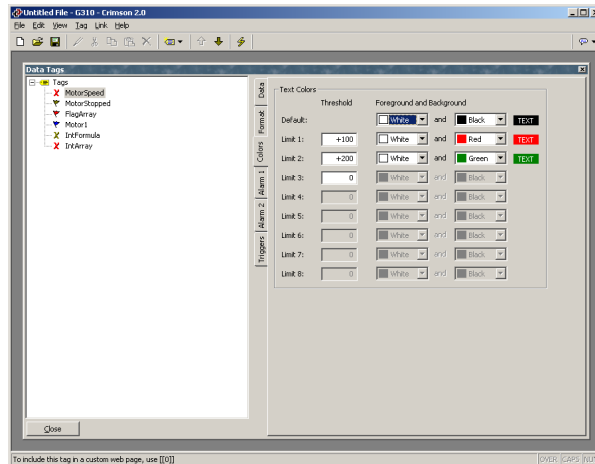 Untitled File - G310 - Crimson 2.0
File Edit View Tag Link Help
Data Tags
Tags
MotorSpeed
MotorStopped
FlagArray
Motor1
IntFormula
IntArray
Data
Format
Colors
Alarm 1
Alarm 2
Triggers
Text Colors
Threshold Foreground and Background
Default: White and Black TEXT
Limit 1: +100 White and Red TEXT
Limit 2: +200 White and Green TEXT
Limit 3: 0 White and Black
Limit 4: 0 White and Black
Limit 5: 0 White and Black
Limit 6: 0 White and Black
Limit 7: 0 White and Black
Limit 8: 0 White and Black
Close
To include this tag in a custom web page, use [[0]]
OVER CAPS NUM